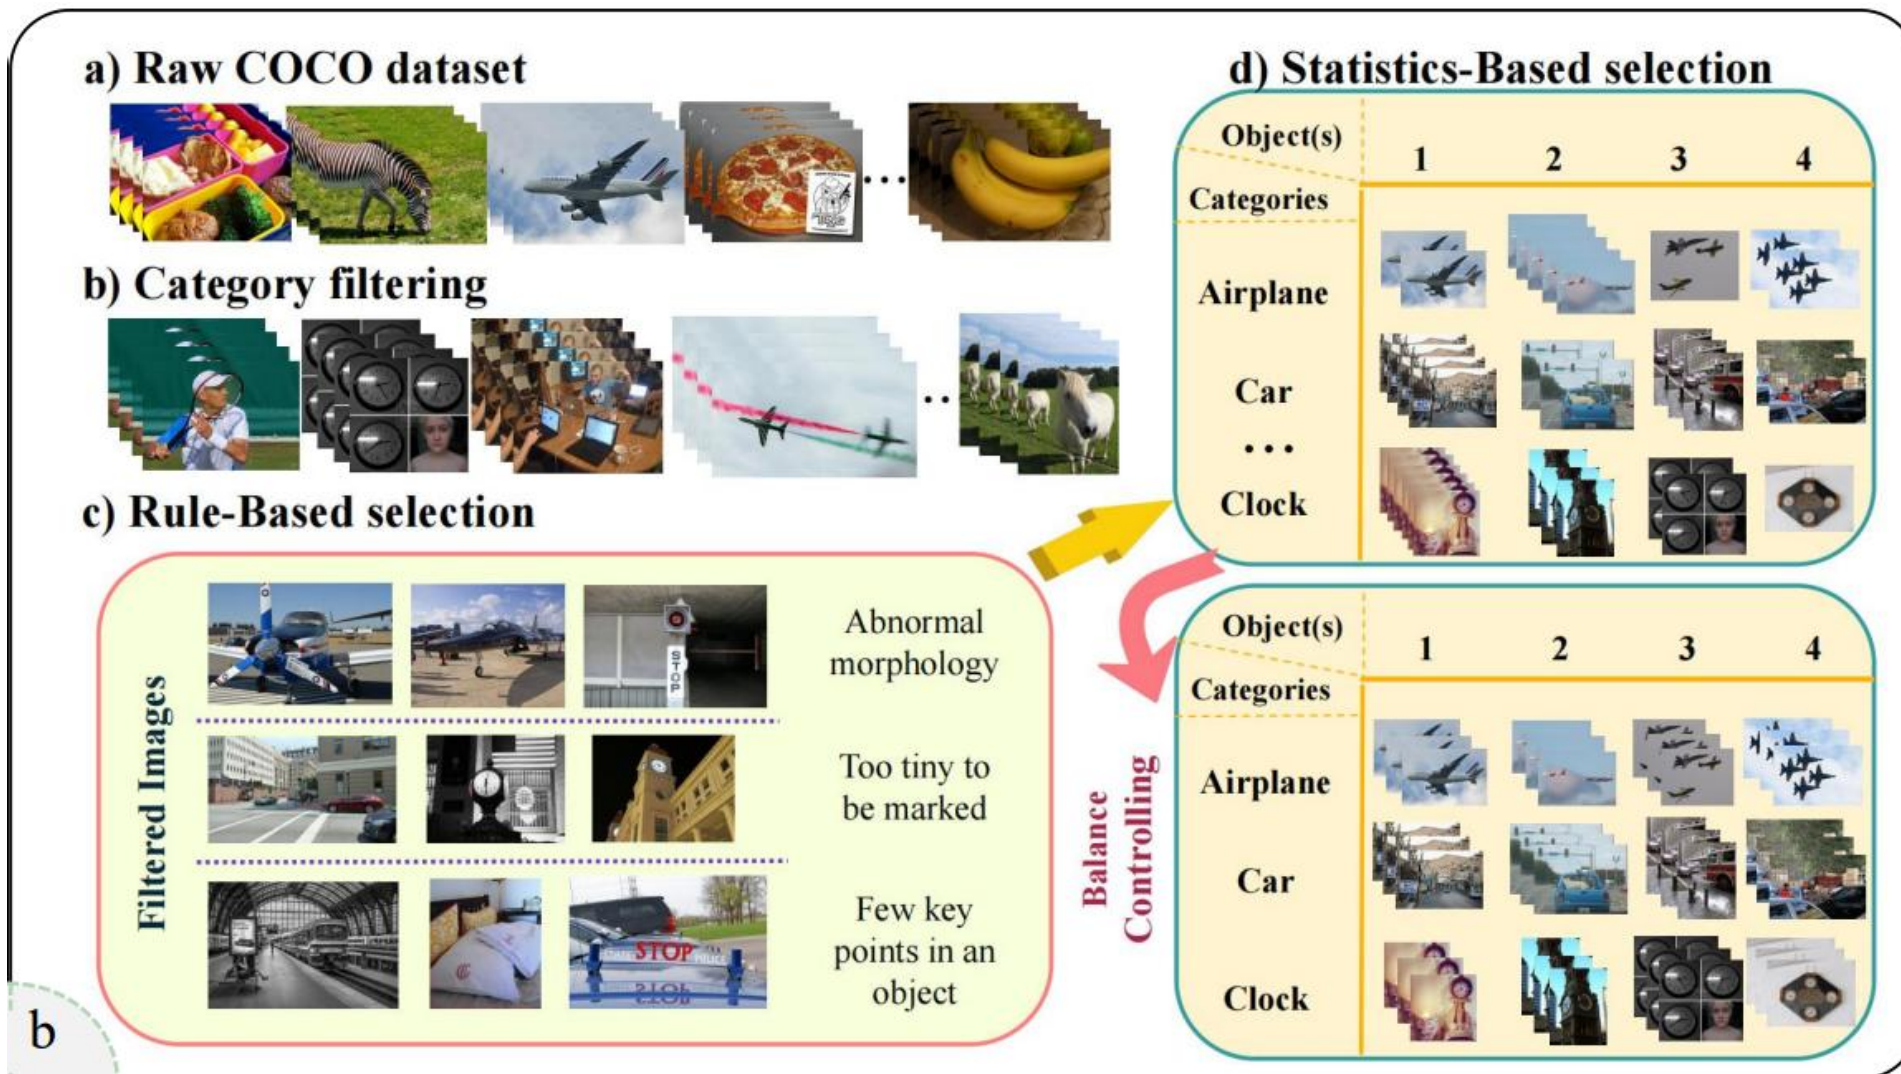 a) Raw COCO dataset
b) Category filtering
c) Rule-Based selection
Filtered Images
Abnormal
morphology
STOP
Too tiny to
be marked
Few key
points in an
object
STOP
POLICE
d) Statistics-Based selection
Object(s)
1 2 3 4
Categories
Airplane
Car
...
Clock
Balance
Controlling
Object(s)
1 2 3 4
Categories
Airplane
Car
Clock
b